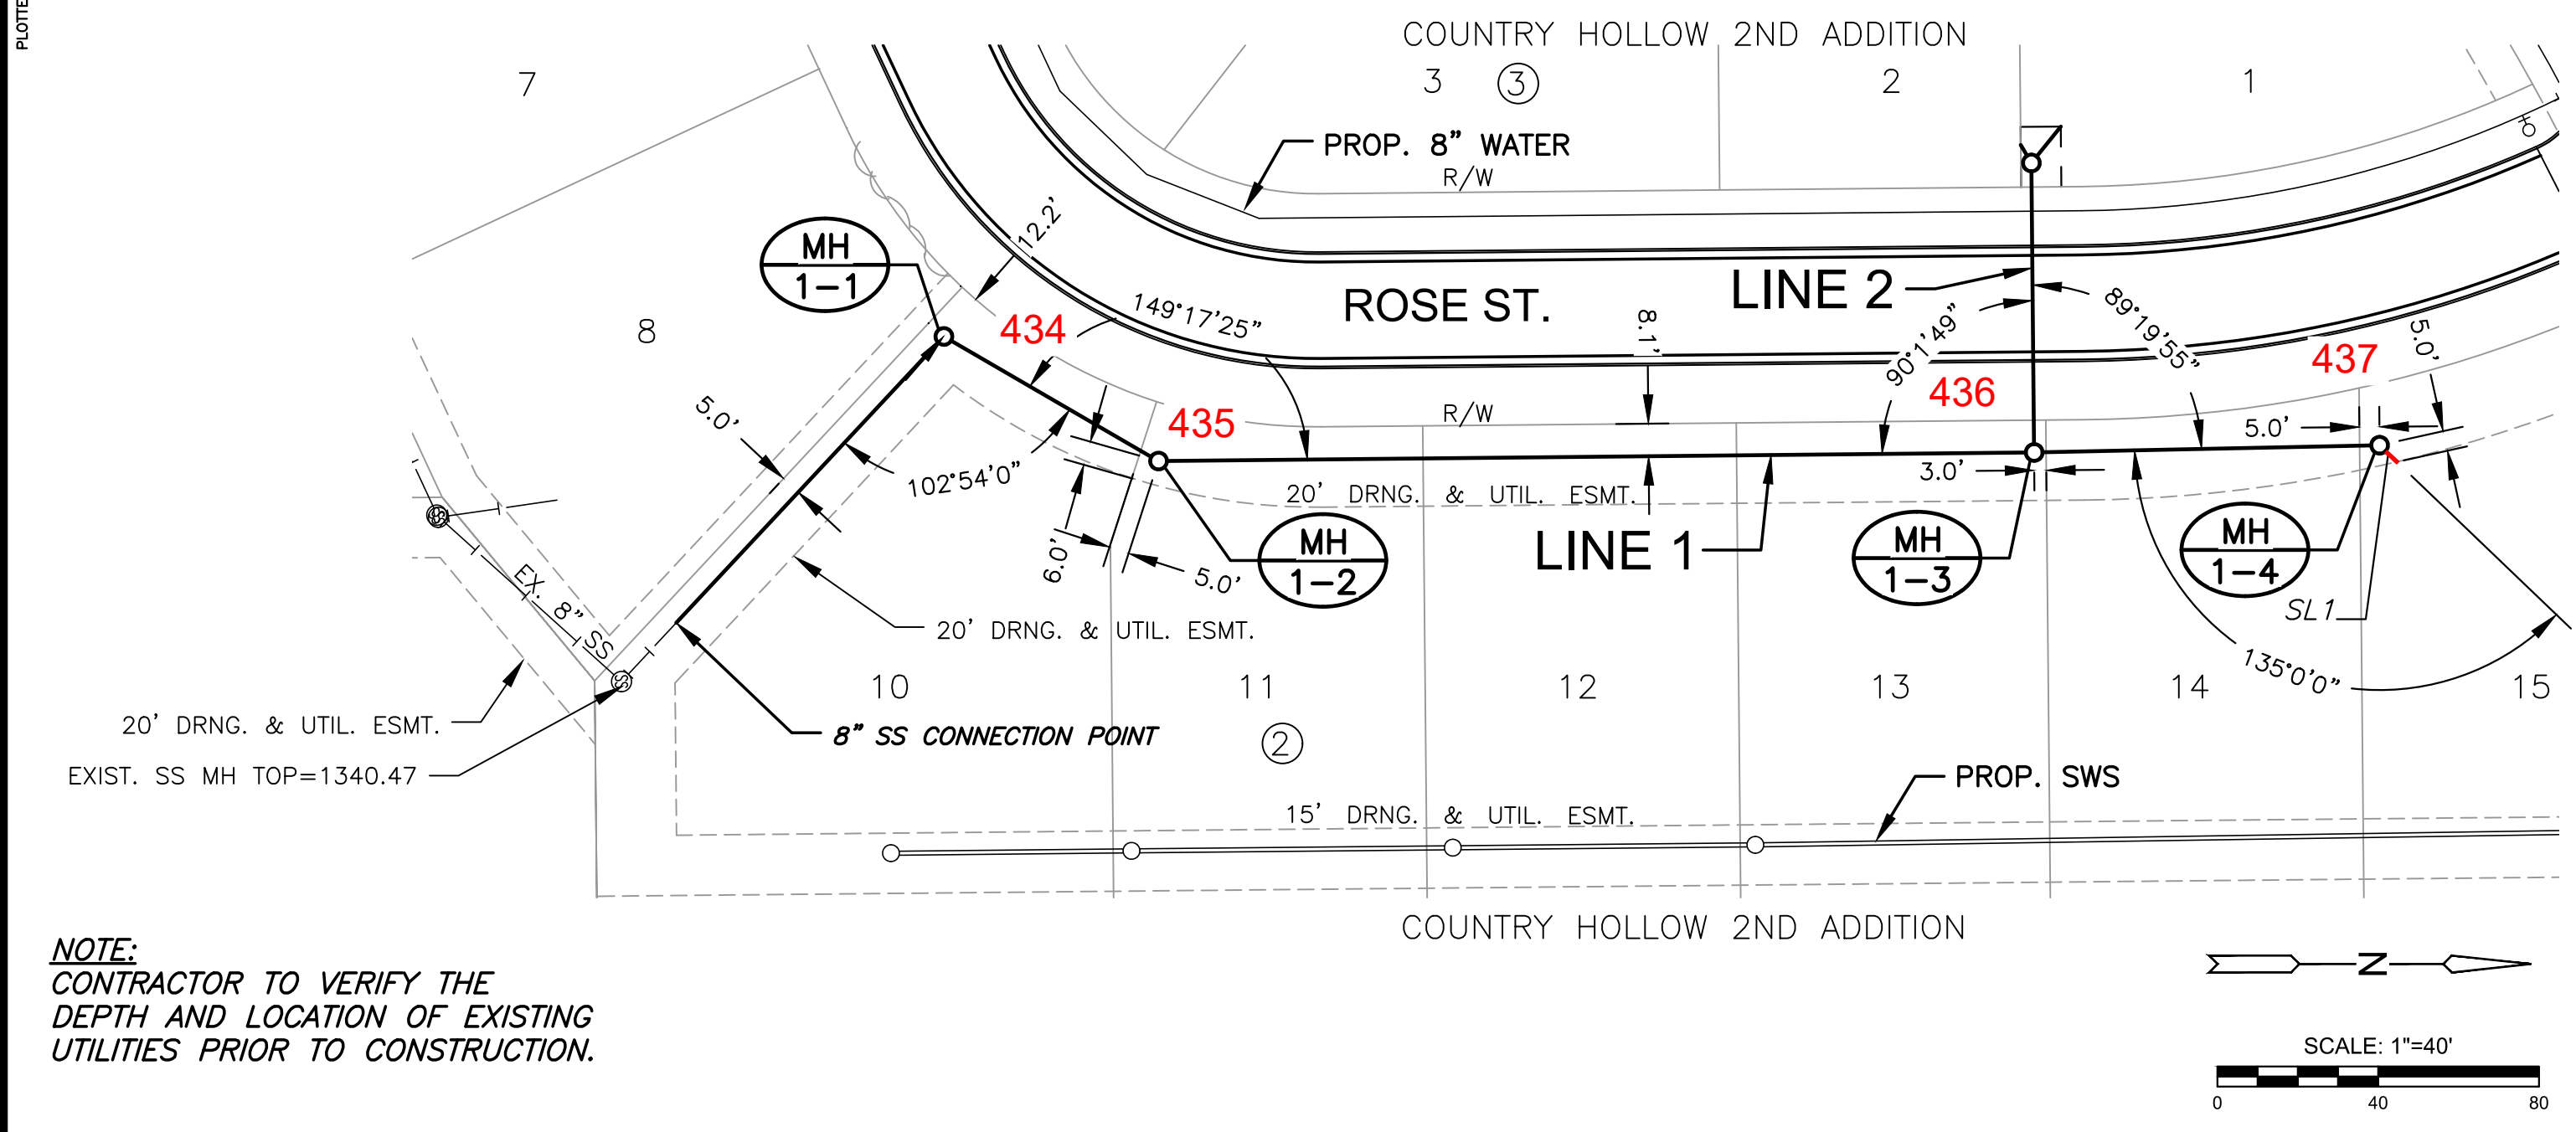 PLOTTE
COUNTRY HOLLOW 2ND ADDITION
7
3
3
2
1
PROP. 8" WATER
R/W
12.2'
MH
1-1
8
434
149°17'25"
ROSE ST.
LINE 2
8.1'
90°1'49"
89°19'55"
5.0'
437
436
435
R/W
5.0'
5.0'
102°54'0"
3.0'
20' DRNG. & UTIL. ESMT.
LINE 1
MH
1-2
MH
1-3
MH
1-4
6.0'
5.0'
SL1
EX. 8" SS
20' DRNG. & UTIL. ESMT.
135°0'0"
10
11
12
13
14
15
20' DRNG. & UTIL. ESMT.
8" SS CONNECTION POINT
2
EXIST. SS MH TOP=1340.47
PROP. SWS
15' DRNG. & UTIL. ESMT.
COUNTRY HOLLOW 2ND ADDITION
NOTE:
CONTRACTOR TO VERIFY THE
DEPTH AND LOCATION OF EXISTING
UTILITIES PRIOR TO CONSTRUCTION.
N
SCALE: 1"=40'
0 40 80
SS
SS